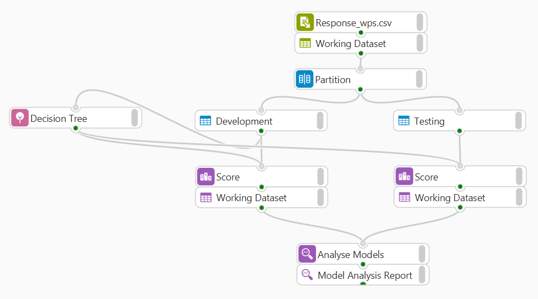 Response_wps.csv
Working Dataset
Partition
Decision Tree
Development
Testing
Score
Score
Working Dataset
Working Dataset
Analyse Models
Model Analysis Report